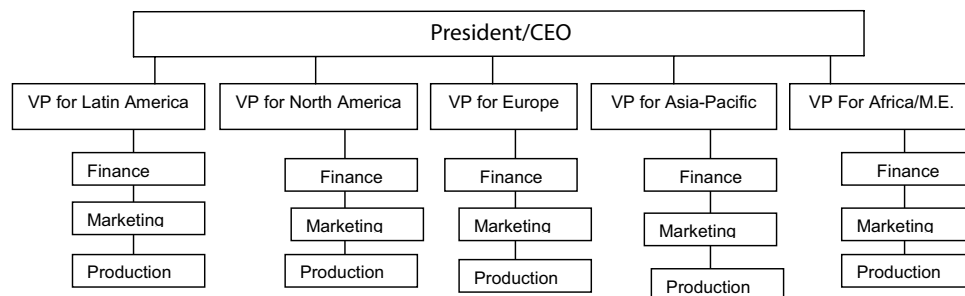 President/CEO
VP for Latin America
VP for North America
VP for Europe
VP for Asia-Pacific
VP For Africa/M.E.
Finance
Finance
Finance
Finance
Finance
Marketing
Marketing
Marketing
Marketing
Marketing
Production
Production
Production
Production
Production